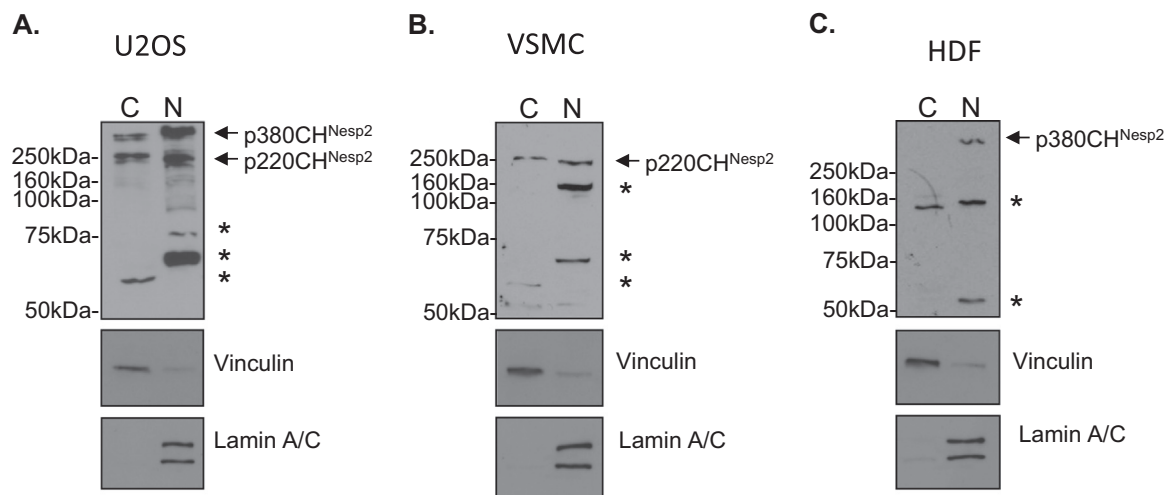 A.
U2OS
C N
p380CH^Nesp2
250kDa-
p220CH^Nesp2
160kDa-
100kDa-
75kDa-
*
*
*
50kDa-
Vinculin
Lamin A/C
B.
VSMC
C N
250kDa-
p220CH^Nesp2
160kDa-
*
100kDa-
75kDa-
*
*
50kDa-
Vinculin
Lamin A/C
C.
HDF
C N
p380CH^Nesp2
250kDa-
160kDa-
*
100kDa-
75kDa-
50kDa-
*
Vinculin
Lamin A/C